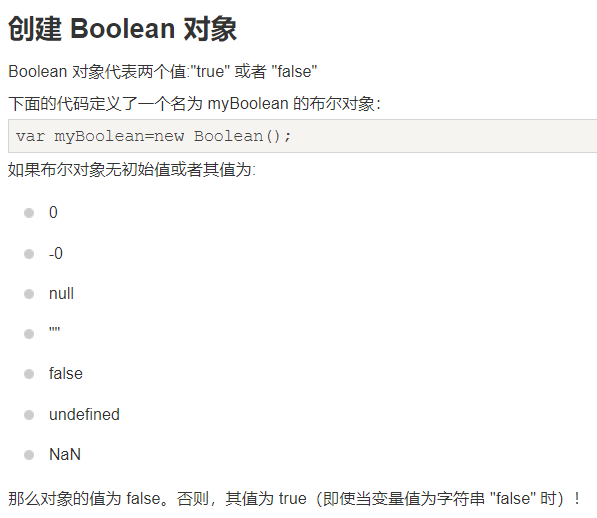 创建 Boolean 对象
Boolean 对象代表两个值:"true" 或者 "false"
下面的代码定义了一个名为 myBoolean 的布尔对象：
var myBoolean=new Boolean();
如果布尔对象无初始值或者其值为:
0
-0
null
""
false
undefined
NaN
那么对象的值为 false。否则，其值为 true（即使当变量值为字符串 "false" 时）！